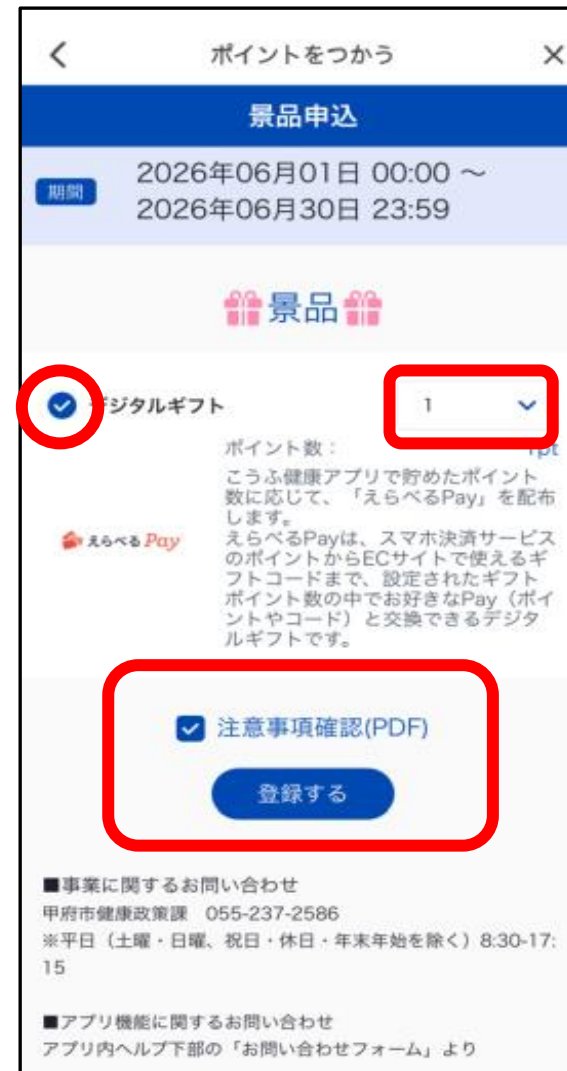 ポイントをつかう
景品申込
期間
2026年06月01日 00:00 ～
2026年06月30日 23:59
景品
デジタルギフト
1
ポイント数：
1pt
こうふ健康アプリで貯めたポイント
数に応じて、「えらべるPay」を配布
します。
えらべるPayは、スマホ決済サービス
のポイントからECサイトで使えるギ
フトコードまで、設定されたギフト
ポイント数の中でお好きなPay（ポイ
ントやコード）と交換できるデジタ
ルギフトです。
えらべるPay
注意事項確認(PDF)
登録する
■事業に関するお問い合わせ
甲府市健康政策課 055-237-2586
※平日（土曜・日曜、祝日・休日・年末年始を除く）8:30-17:
15
■アプリ機能に関するお問い合わせ
アプリ内ヘルプ下部の「お問い合わせフォーム」より